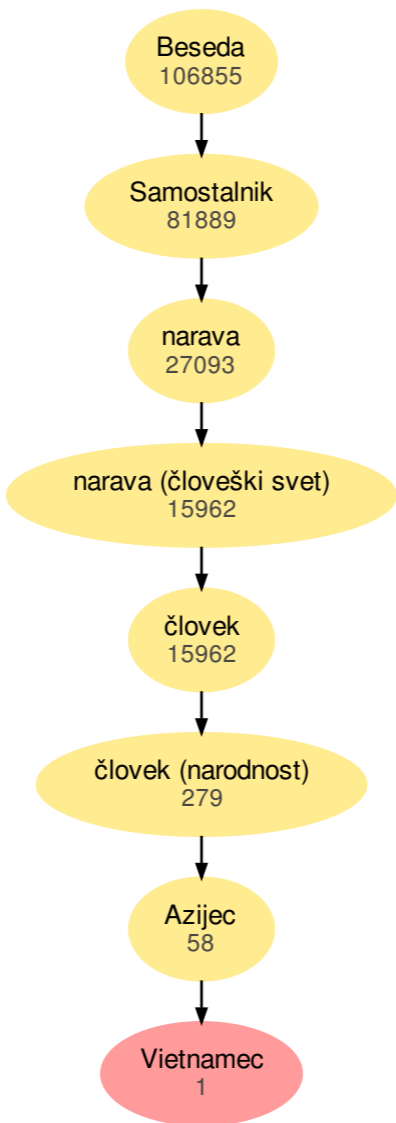 Beseda
106855
Samostalnik
81889
narava
27093
narava (človeški svet)
15962
človek
15962
človek (narodnost)
279
Azijec
58
Vietnamec
1